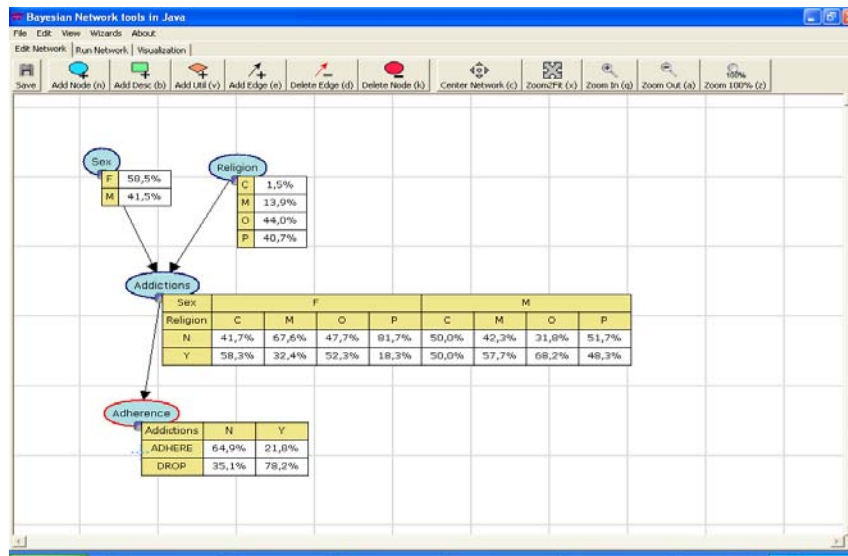 Bayesian Network tools in Java
File Edit View Wizards About
Edit Network Run Network Visualization
Save Add Node (n) Add Desc (b) Add Util (v) Add Edge (e) Delete Edge (d) Delete Node (k) Center Network (c) Zoom2Fit (x) Zoom In (q) Zoom Out (a) 100% Zoom 100% (z)
Sex
F 58,5%
M 41,5%
Religion
C 1,5%
M 13,9%
O 44,0%
P 40,7%
Addictions
Sex F M
Religion C M O P C M O P
N 41,7% 67,6% 47,7% 81,7% 50,0% 42,3% 31,8% 51,7%
Y 58,3% 32,4% 52,3% 18,3% 50,0% 57,7% 68,2% 48,3%
Adherence
Addictions N Y
ADHERE 64,9% 21,8%
DROP 35,1% 78,2%